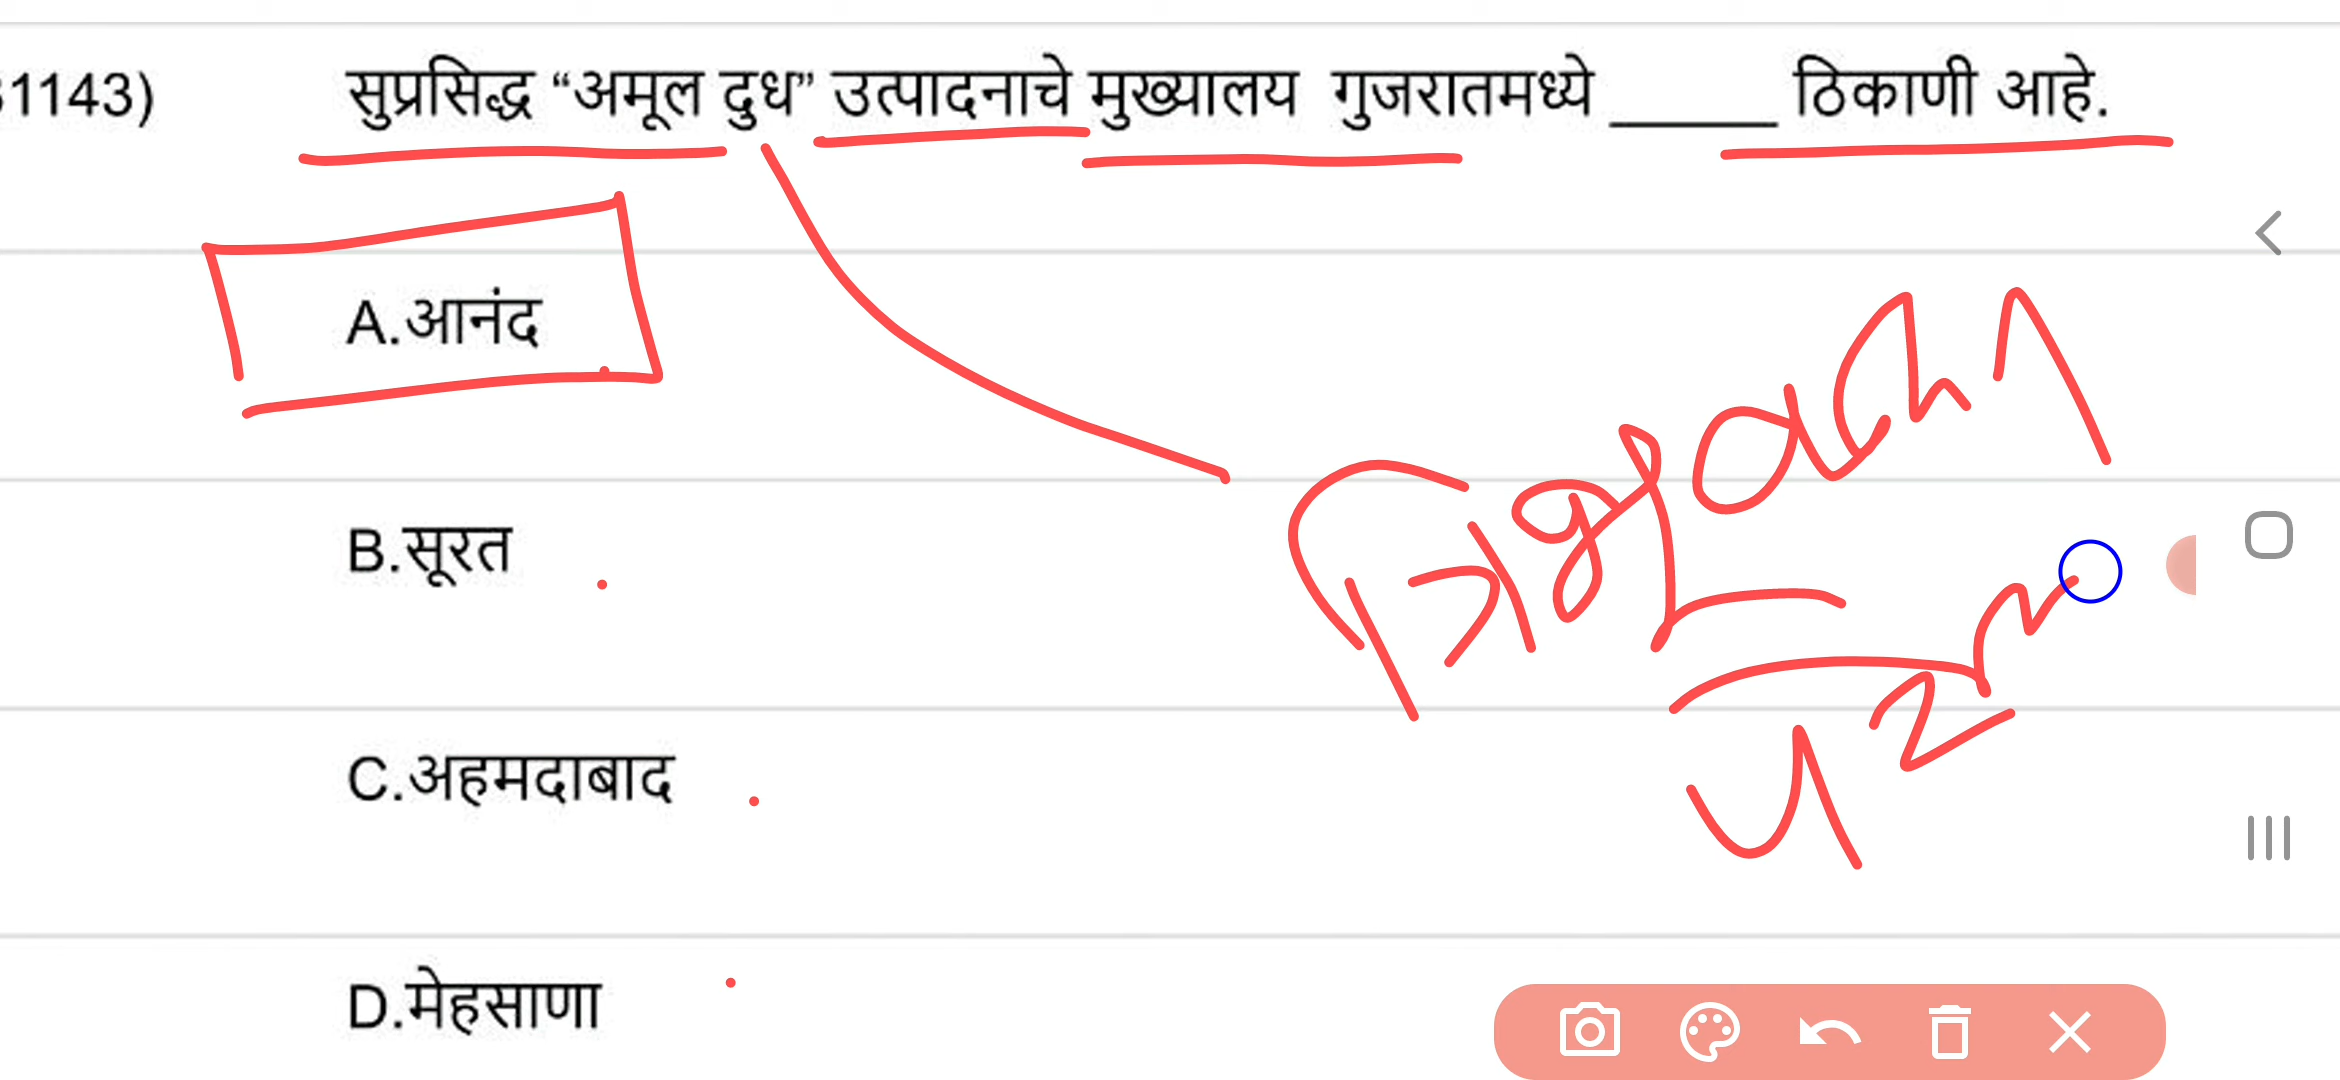 1143) सुप्रसिद्ध “अमूल दुध” उत्पादनाचे मुख्यालय गुजरातमध्ये _____ ठिकाणी आहे.
A.आनंद
B.सूरत
C.अहमदाबाद
D.मेहसाणा